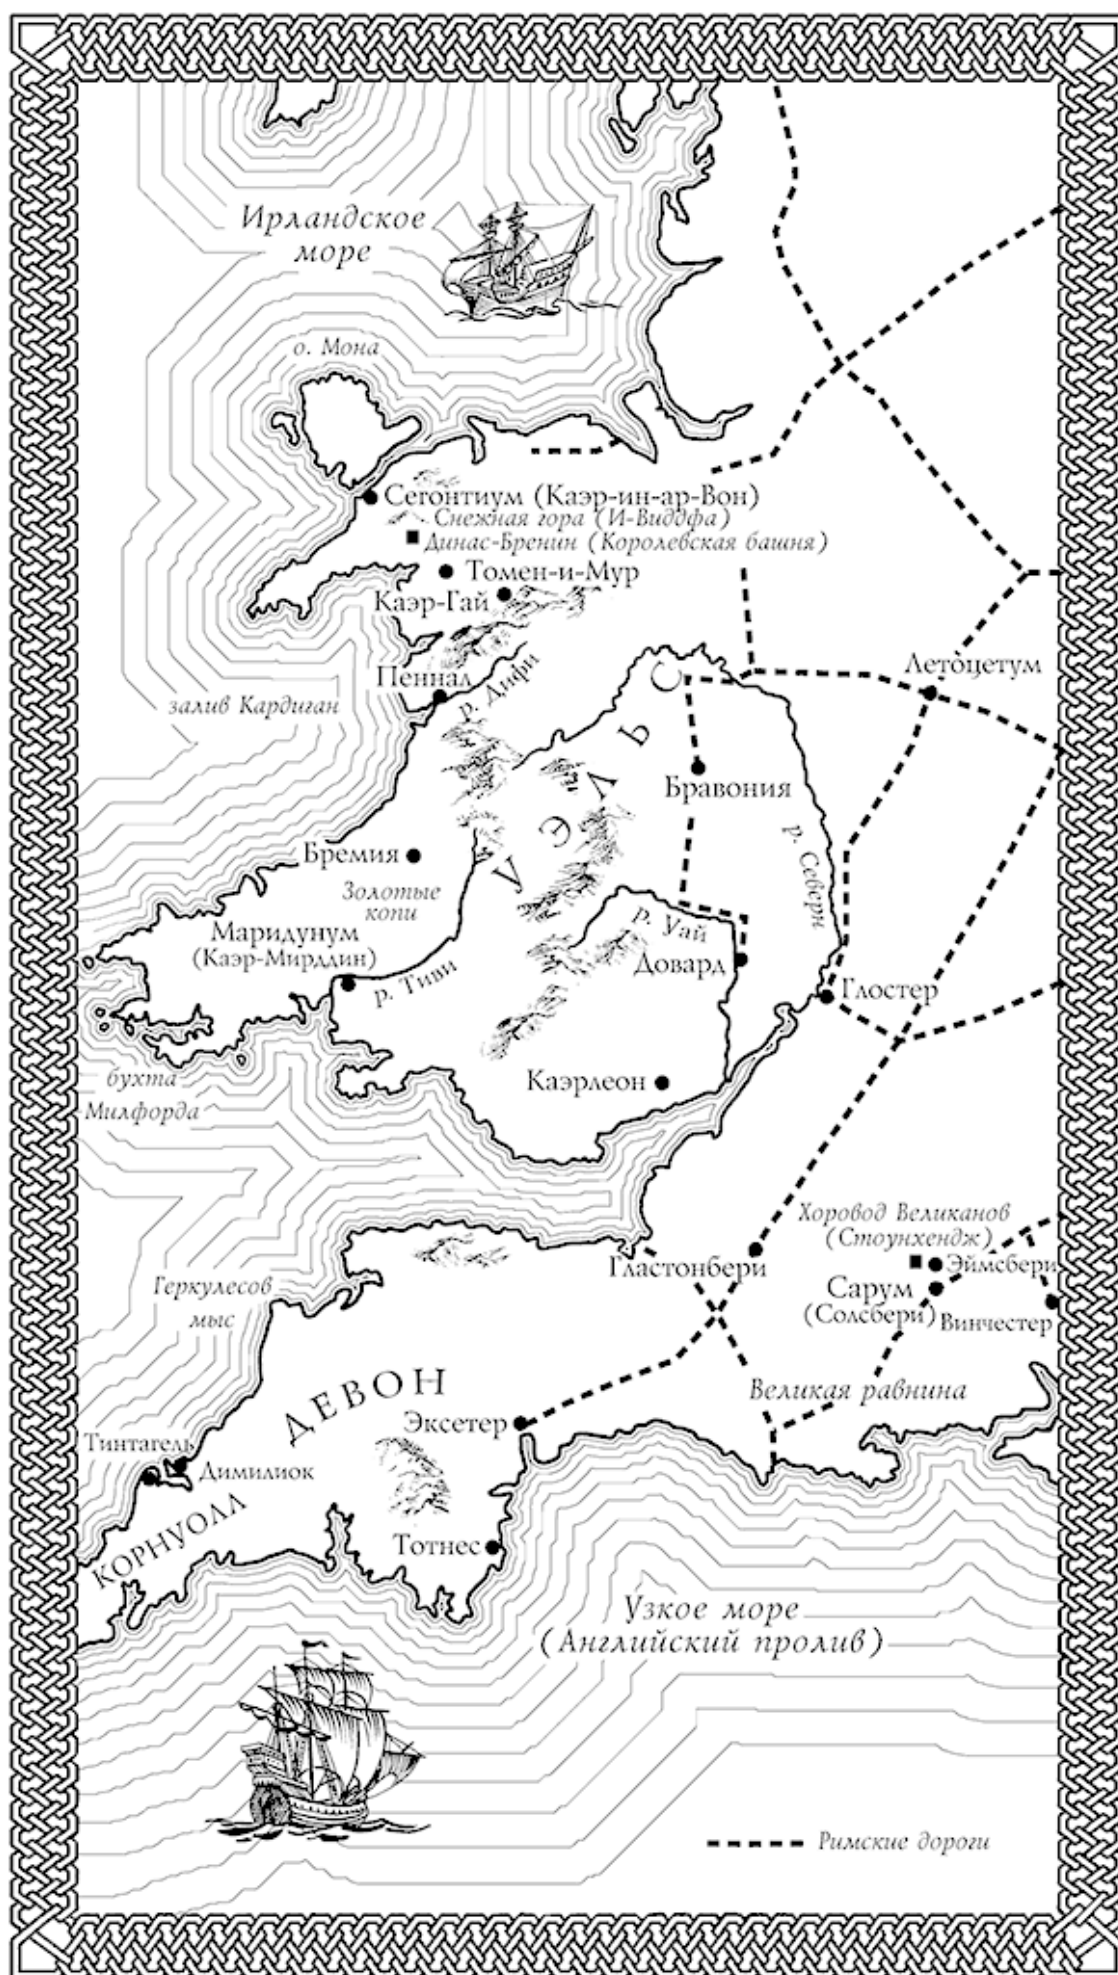 Ирландское
море
о. Мона
Сегонтиум (Каэр-ин-ар-Вон)
Снежная гора (И-Виддфа)
Динас-Бренин (Королевская башня)
Томен-и-Мур
Каэр-Гай
Пеннал
р. Дифи
залив Кардиган
Летоцетум
УЭЛЬС
Бравония
р. Северн
Бремия
Золотые
копи
Маридунум
(Каэр-Мирддин)
р. Тиви
р. Уай
Довард
Глостер
Каэрлеон
бухта
Милфорда
Хоровод Великанов
(Стоунхендж)
Эймсбери
Гластонбери
Сарум
(Солсбери)
Винчестер
Геркулесов
мыс
ДЕВОН
Великая равнина
Эксетер
Тинтагель
Димилиок
КОРНУОЛЛ
Тотнес
Узкое море
(Английский пролив)
Римские дороги